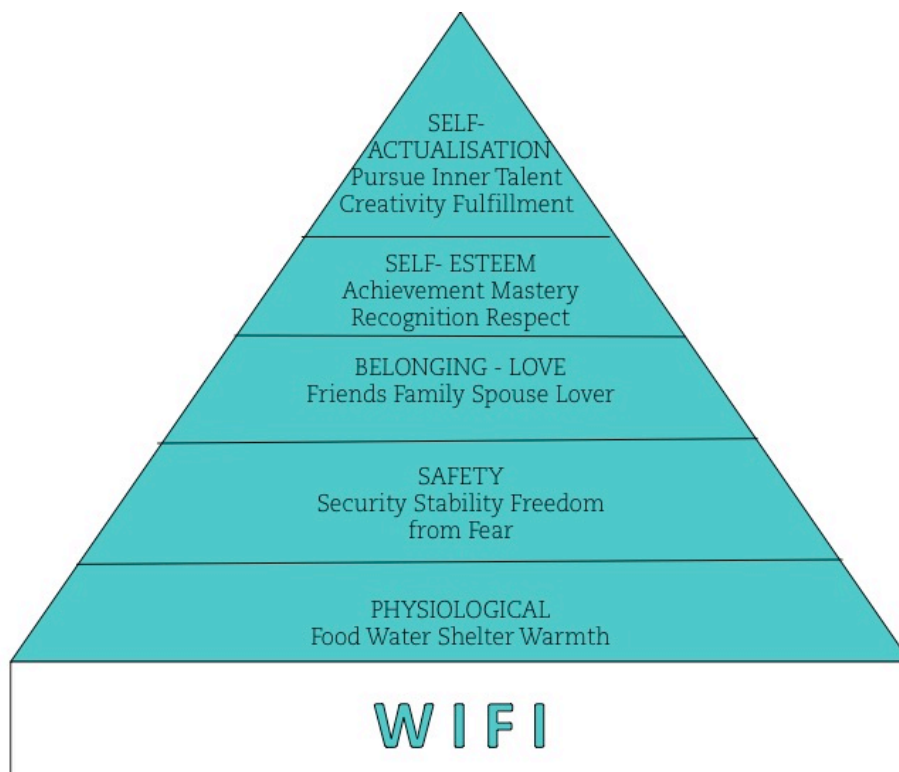 SELF-
ACTUALISATION
Pursue Inner Talent
Creativity Fulfillment
SELF- ESTEEM
Achievement Mastery
Recognition Respect
BELONGING - LOVE
Friends Family Spouse Lover
SAFETY
Security Stability Freedom
from Fear
PHYSIOLOGICAL
Food Water Shelter Warmth
WIFI